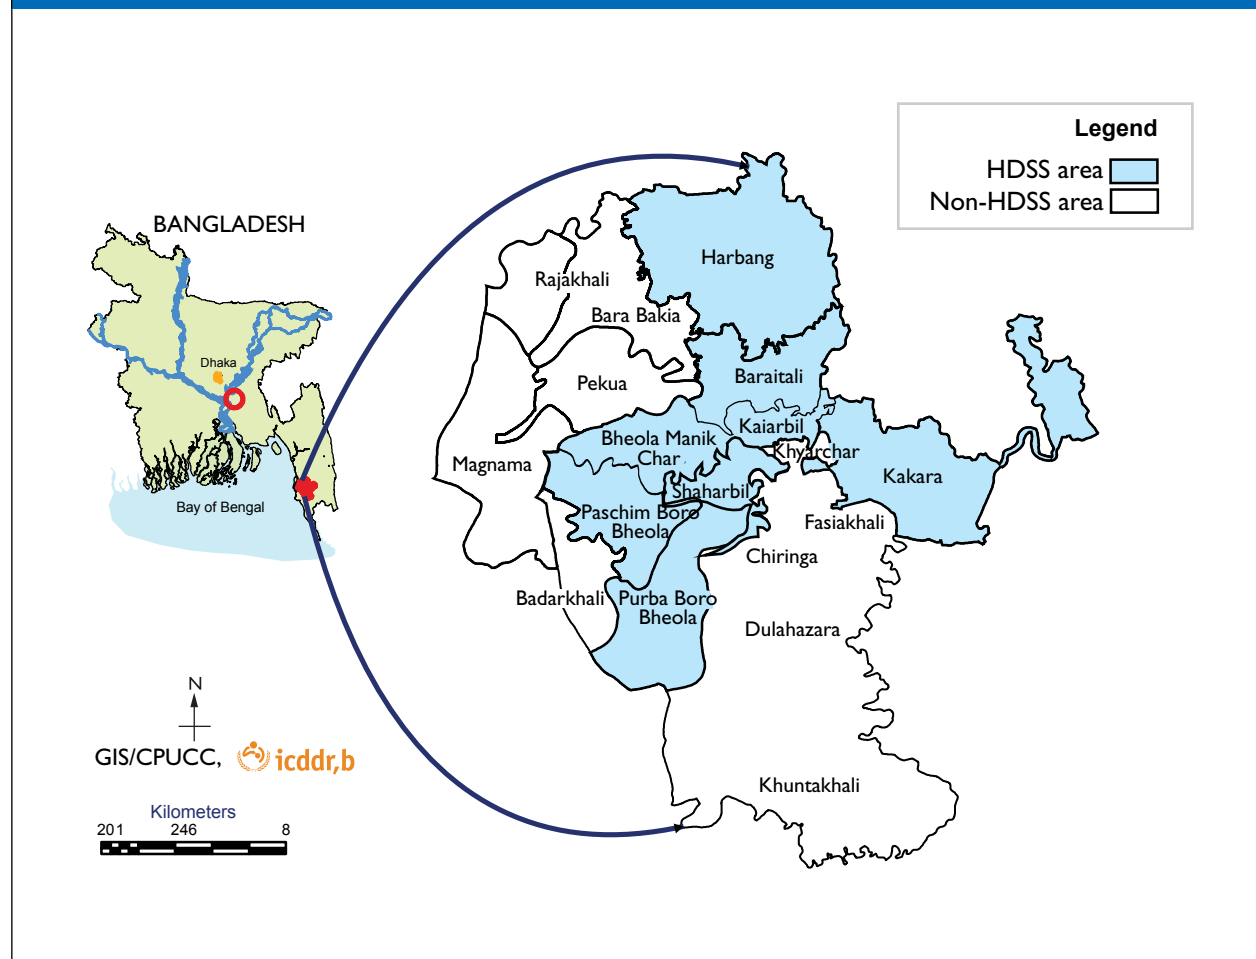 Legend
HDSS area
Non-HDSS area
BANGLADESH
Dhaka
Bay of Bengal
Harbang
Rajakhali
Bara Bakia
Pekua
Baraitali
Kaiarbil
Bheola Manik
Char
Khyarchar
Magnama
Shaharbil
Kakara
Paschim Boro
Bheola
Fasiakhali
Chiringa
Badarkhali
Purba Boro
Bheola
Dulahazara
Khuntakhali
N
GIS/CPUCC, icddr,b
Kilometers
201 246 8